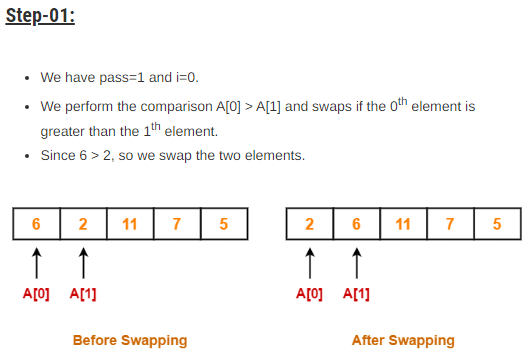 Step-01:
• We have pass=1 and i=0.
• We perform the comparison A[0] > A[1] and swaps if the 0th element is
greater than the 1th element.
• Since 6 > 2, so we swap the two elements.
6 2 11 7 5
2 6 11 7 5
A[0] A[1]
A[0] A[1]
Before Swapping
After Swapping